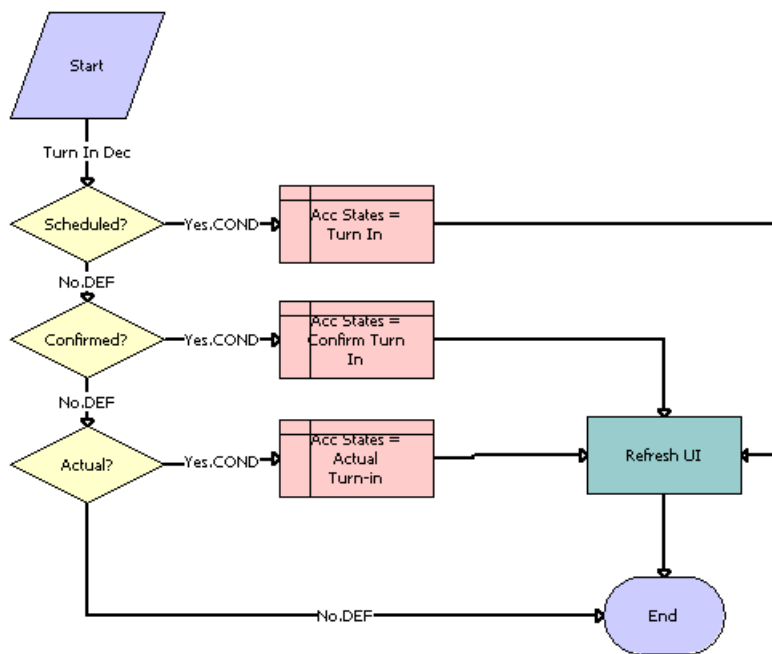 Start
Turn In Dec
Scheduled?
Yes.COND
Acc States =
Turn In
No.DEF
Confirmed?
Yes.COND
Acc States =
Confirm Turn
In
No.DEF
Actual?
Yes.COND
Acc States =
Actual
Turn-in
Refresh UI
No.DEF
End